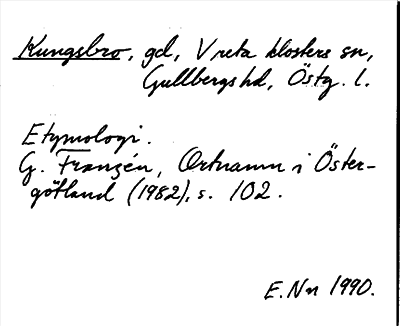 Kungsbro, gd, Vreta klosters sn,
Gullbergs hd, Östg. l.
Etymologi.
G. Franzén, Ortnamn i Öster-
götland (1982), s. 102.
E. Nn 1990.